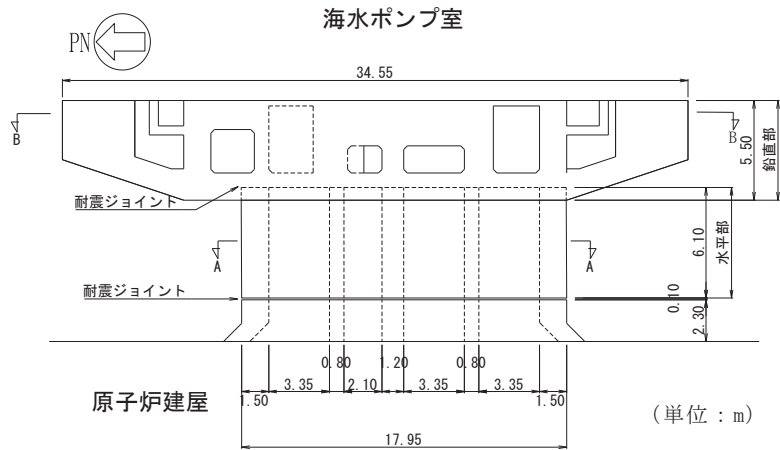 海水ポンプ室
PN
34.55
B
B
5.50
鉛直部
耐震ジョイント
A
A
6.10
水平部
耐震ジョイント
0.10
2.30
0.80
1.20
0.80
3.35
2.10
3.35
3.35
1.50
1.50
原子炉建屋
(単位:m)
17.95